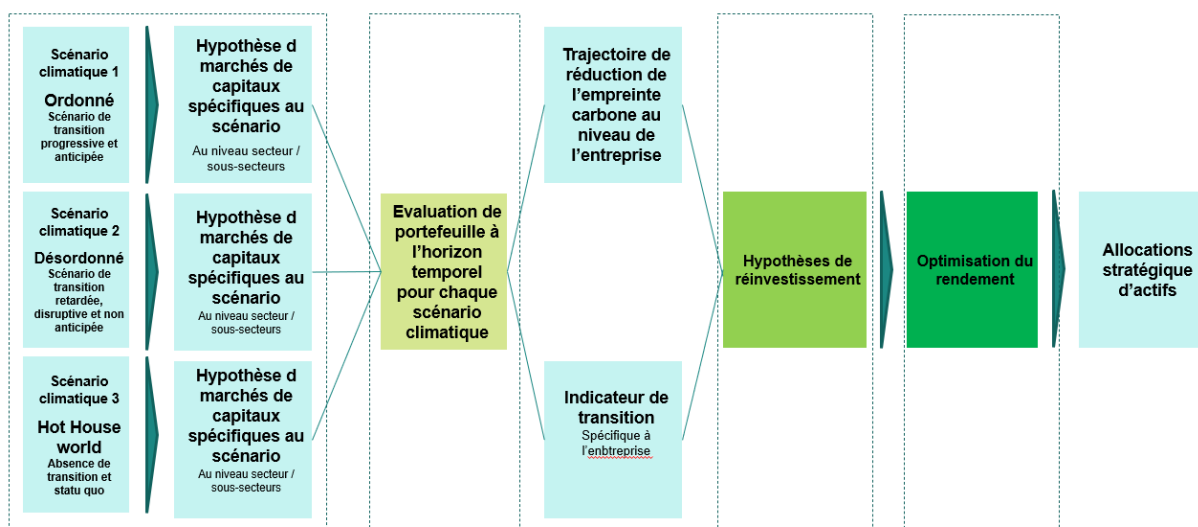 Scénario
climatique 1
Ordonné
Scénario de
transition
progressive et
anticipée
Hypothèse d
marchés de
capitaux
spécifiques au
scénario
Au niveau secteur /
sous-secteurs
Scénario
climatique 2
Désordonné
Scénario de
transition
retardée,
disruptive et non
anticipée
Hypothèse d
marchés de
capitaux
spécifiques au
scénario
Au niveau secteur /
sous-secteurs
Scénario
climatique 3
Hot House
world
Absence de
transition et
statu quo
Hypothèse d
marchés de
capitaux
spécifiques au
scénario
Au niveau secteur /
sous-secteurs
Evaluation de
portefeuille à
l’horizon
temporel
pour chaque
scénario
climatique
Trajectoire de
réduction de
l’empreinte
carbone au
niveau de
l’entreprise
Indicateur de
transition
Spécifique à
l’enbtreprise
Hypothèses de
réinvestissement
Optimisation du
rendement
Allocations
stratégique
d’actifs